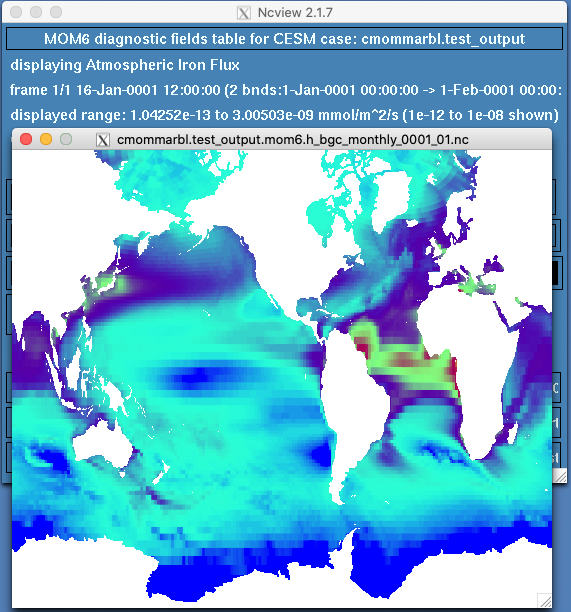 Ncview 2.1.7
MOM6 diagnostic fields table for CESM case: cmommarbl.test_output
displaying Atmospheric Iron Flux
frame 1/1 16-Jan-0001 12:00:00 (2 bnds:1-Jan-0001 00:00:00 -> 1-Feb-0001 00:00:
displayed range: 1.04252e-13 to 3.00503e-09 mmol/m^2/s (1e-12 to 1e-08 shown)
cmommarbl.test_output.mom6.h_bgc_monthly_0001_01.nc